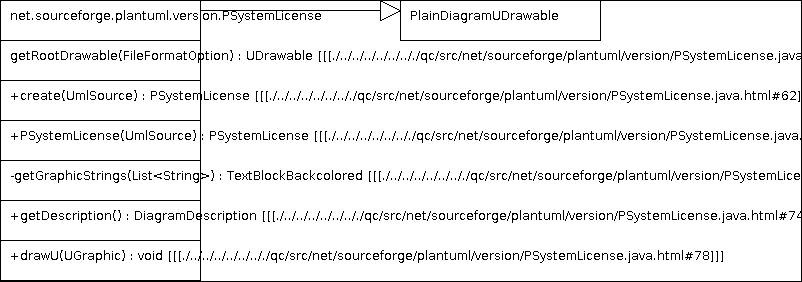 net.sourceforge.plantuml.version.PSystemLicense
PlainDiagramUDrawable
getRootDrawable(FileFormatOption) : UDrawable [[[./../../../../../../../qc/src/net/sourceforge/plantuml/version/PSystemLicense.java
+create(UmlSource) : PSystemLicense [[[./../../../../../../../qc/src/net/sourceforge/plantuml/version/PSystemLicense.java.html#62]
+PSystemLicense(UmlSource) : PSystemLicense [[[./../../../../../../../qc/src/net/sourceforge/plantuml/version/PSystemLicense.java.
-getGraphicStrings(List<String>) : TextBlockBackcolored [[[./../../../../../../../qc/src/net/sourceforge/plantuml/version/PSystemLice
+getDescription() : DiagramDescription [[[./../../../../../../../qc/src/net/sourceforge/plantuml/version/PSystemLicense.java.html#74
+drawU(UGraphic) : void [[[./../../../../../../../qc/src/net/sourceforge/plantuml/version/PSystemLicense.java.html#78]]]